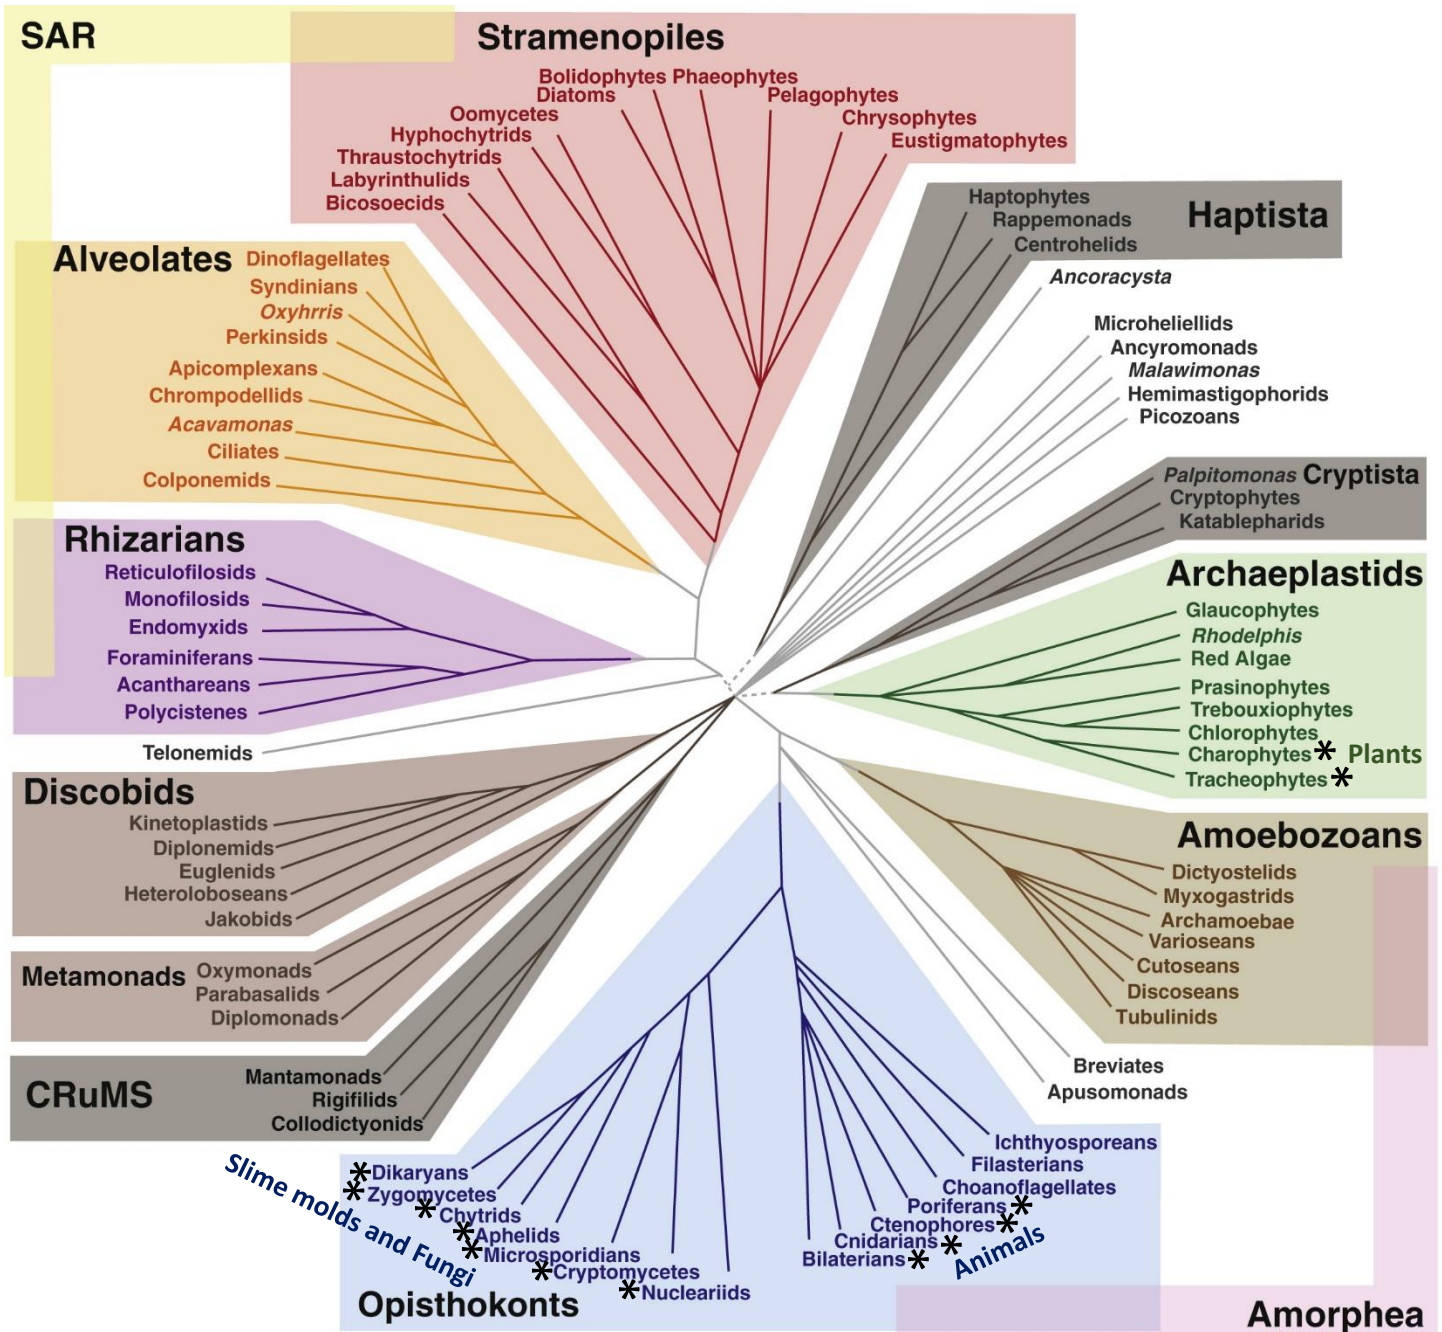 SAR
Stramenopiles
Bolidophytes Phaeophytes
Diatoms
Pelagophytes
Oomycetes
Chrysophytes
Hyphochytrids
Eustigmatophytes
Thraustochytrids
Labyrinthulids
Bicosoecids
Haptophytes
Rappemonads
Haptista
Centrohelids
Ancoracysta
Alveolates
Dinoflagellates
Syndinians
Oxyhrris
Perkinsids
Apicomplexans
Chrompodellids
Acavamonas
Ciliates
Colponemids
Microheliellids
Ancyromonads
Malawimonas
Hemimastigophorids
Picozoans
Palpitomonas Cryptista
Cryptophytes
Katablepharids
Rhizarians
Reticulofilosids
Monofilosids
Endomyxids
Foraminiferans
Acanthareans
Polycistenes
Telonemids
Archaeplastids
Glaucophytes
Rhodelphis
Red Algae
Prasinophytes
Trebouxiophytes
Chlorophytes
Charophytes * Plants
Tracheophytes *
Discobids
Kinetoplastids
Diplonemids
Euglenids
Heteroloboseans
Jakobids
Amoebozoans
Dictyostelids
Myxogastrids
Archamoebae
Varioseans
Cutoseans
Discoseans
Tubulinids
Metamonads
Oxymonads
Parabasalids
Diplomonads
Breviates
Apusomonads
CRuMS
Mantamonads
Rigifilids
Collodictyonids
Slime molds and Fungi
* Dikaryans
* Zygomycetes
* Chytrids
* Aphelids
* Microsporidians
* Cryptomycetes
* Nucleariids
Opisthokonts
Ichthyosporeans
Filasterians
Choanoflagellates
Poriferans *
Ctenophores *
Cnidarians *
Bilaterians *
Animals
Amorphea